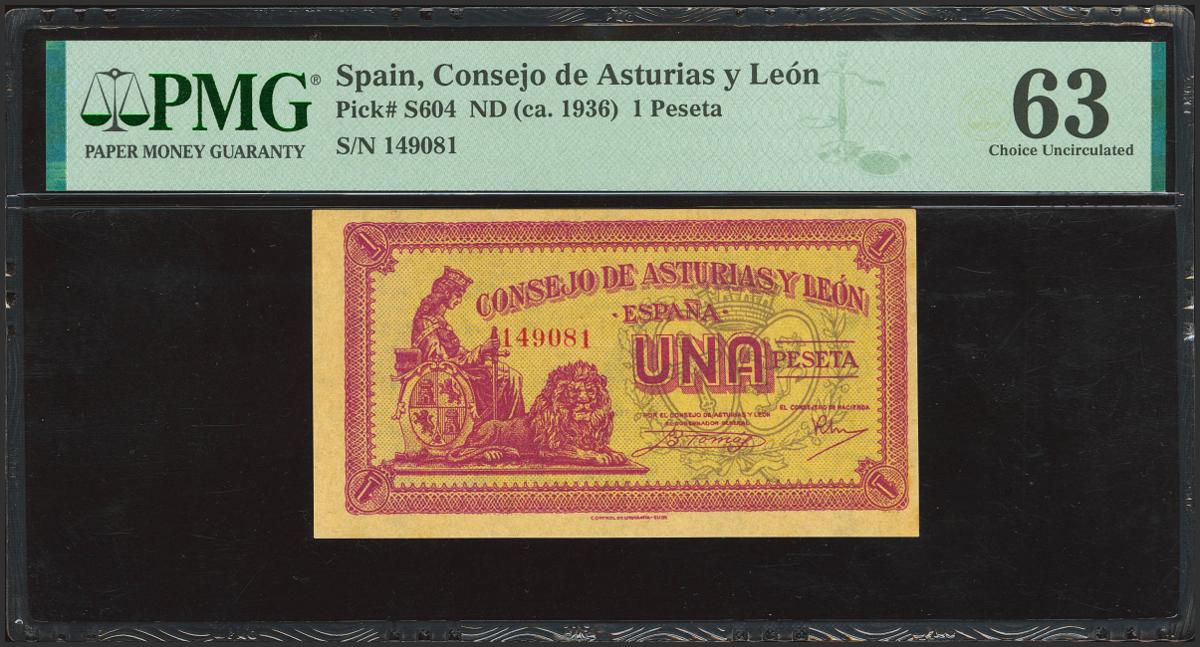 PMG®
PAPER MONEY GUARANTY
Spain, Consejo de Asturias y León
Pick# S604 ND (ca. 1936) 1 Peseta
S/N 149081
63
Choice Uncirculated
1
1
CONSEJO DE ASTURIAS Y LEÓN
· ESPAÑA ·
149081
UNA PESETA
POR EL CONSEJO DE ASTURIAS Y LEÓN
EL GOBERNADOR GENERAL
EL CONSEJERO DE HACIENDA
1
1